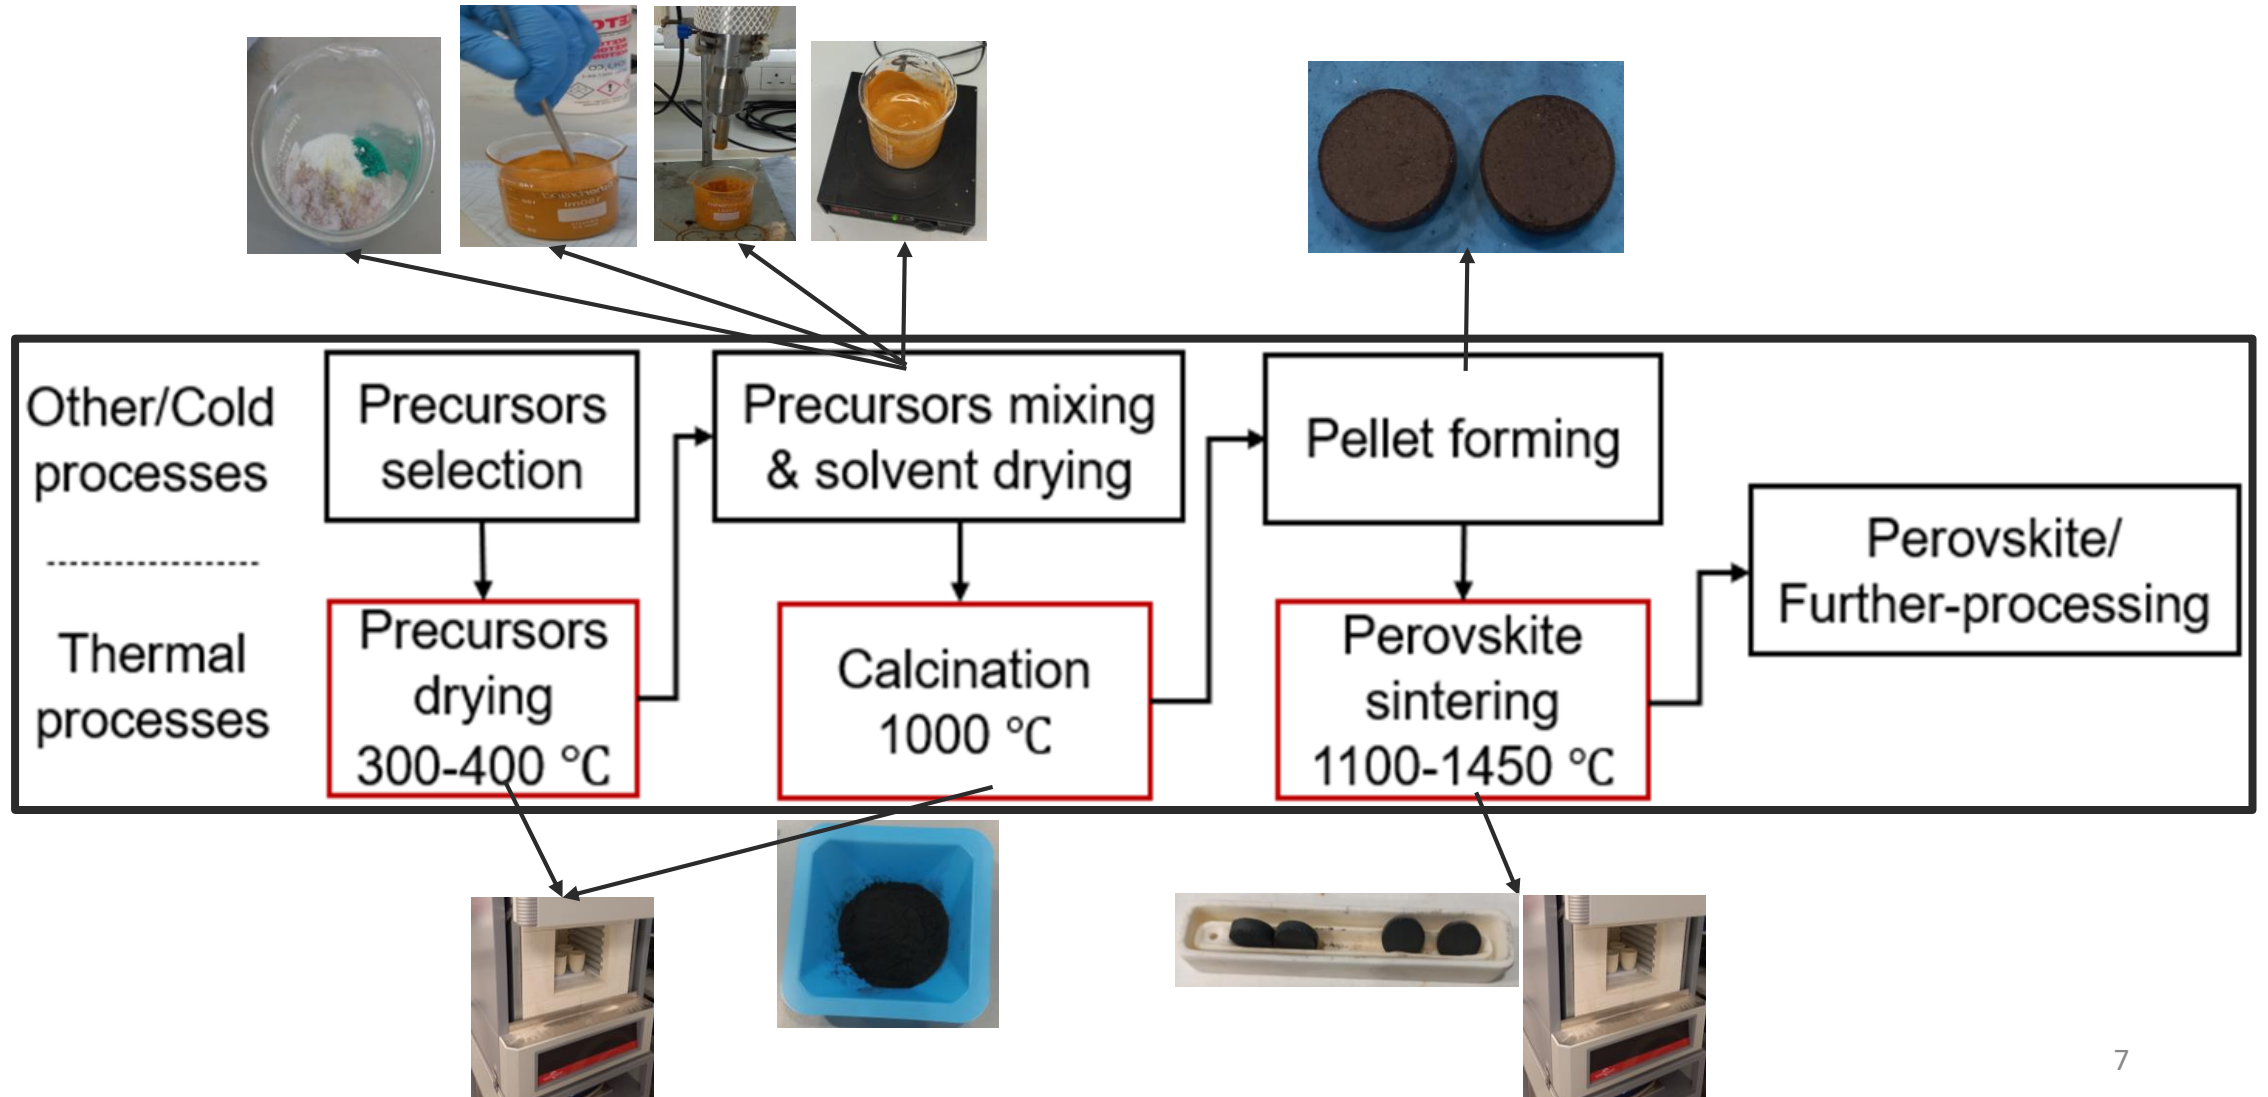 Other/Cold
processes
Thermal
processes
Precursors
selection
Precursors
drying
300-400 °C
Precursors mixing
& solvent drying
Calcination
1000 °C
Pellet forming
Perovskite
sintering
1100-1450 °C
Perovskite/
Further-processing
7